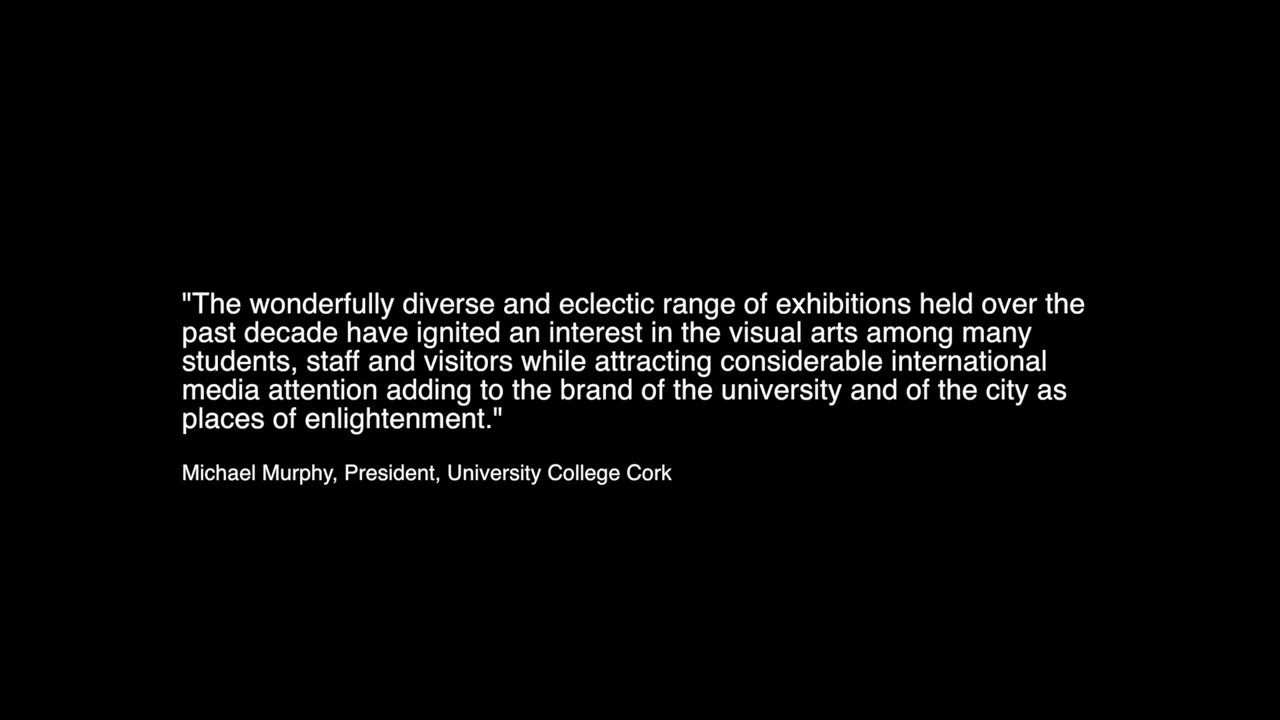 "The wonderfully diverse and eclectic range of exhibitions held over the
past decade have ignited an interest in the visual arts among many
students, staff and visitors while attracting considerable international
media attention adding to the brand of the university and of the city as
places of enlightenment."
Michael Murphy, President, University College Cork